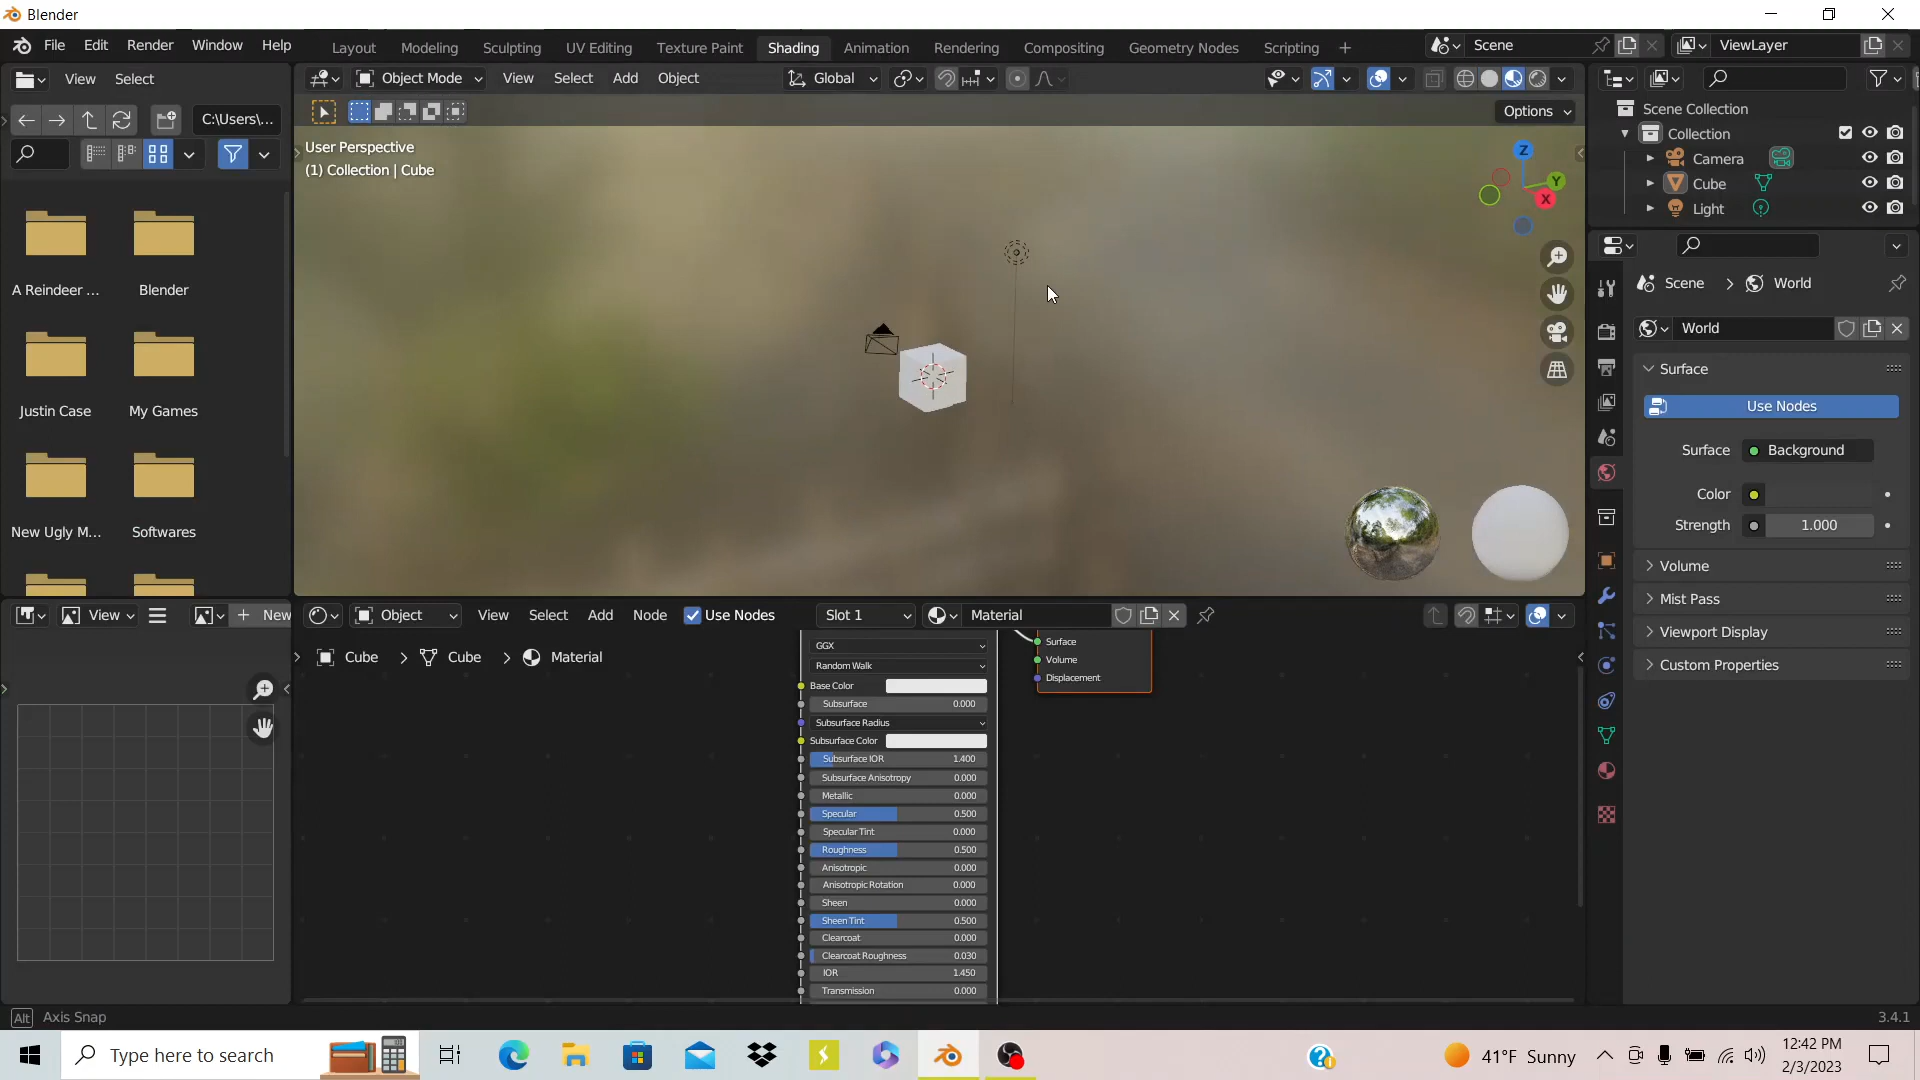 Blender
File Edit Render Window Help
Layout Modeling Sculpting UV Editing Texture Paint Shading Animation Rendering Compositing Geometry Nodes Scripting +
Scene
ViewLayer
View Select
Object Mode View Select Add Object
Global
Options
C:\Users\...
A Reindeer ...
Blender
Justin Case
My Games
New Ugly M...
Softwares
User Perspective
(1) Collection | Cube
Z
Y
X
Scene Collection
Collection
Camera
Cube
Light
Scene > World
World
Surface
Use Nodes
Surface Background
Color
Strength 1.000
Volume
Mist Pass
Viewport Display
Custom Properties
View
+ New
Object View Select Add Node Use Nodes
Slot 1
Material
Cube > Cube > Material
GGX
Random Walk
Base Color
Subsurface 0.000
Subsurface Radius
Subsurface Color
Subsurface IOR 1.400
Subsurface Anisotropy 0.000
Metallic 0.000
Specular 0.500
Specular Tint 0.000
Roughness 0.500
Anisotropic 0.000
Anisotropic Rotation 0.000
Sheen 0.000
Sheen Tint 0.500
Clearcoat 0.000
Clearcoat Roughness 0.030
IOR 1.450
Transmission 0.000
Surface
Volume
Displacement
Alt Axis Snap
3.4.1
Type here to search
41°F Sunny
12:42 PM
2/3/2023